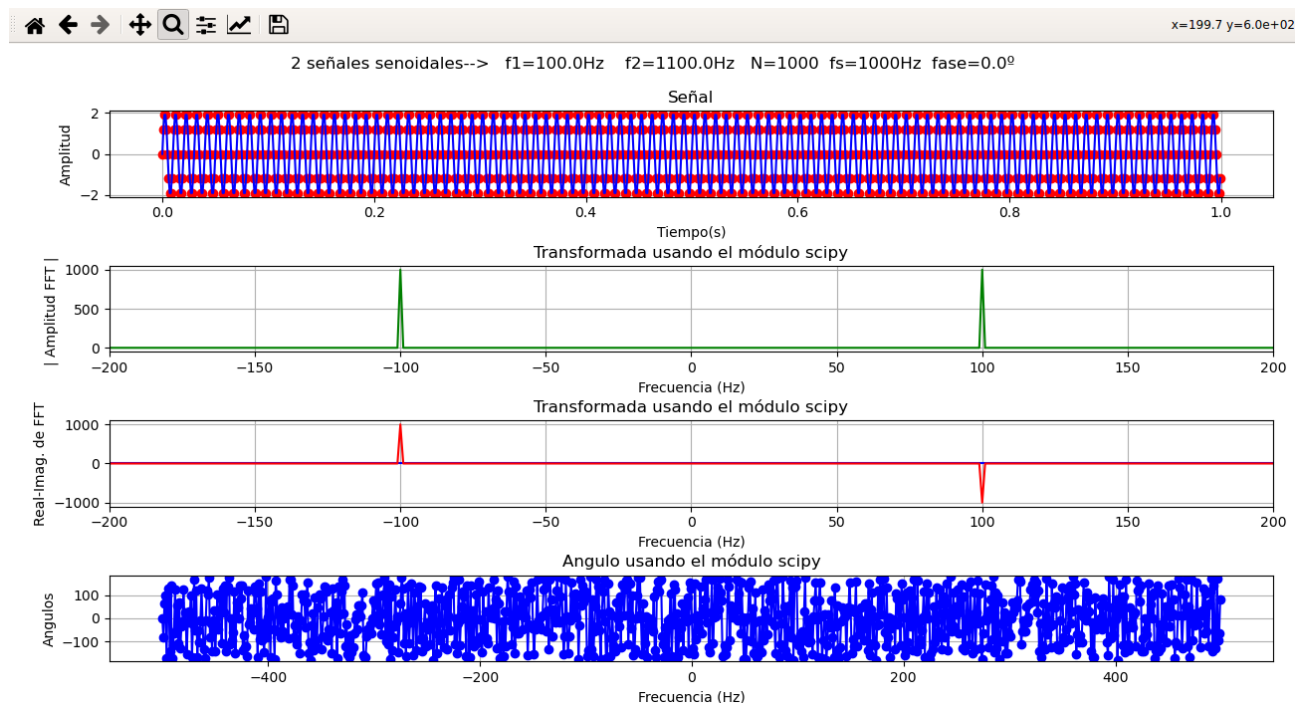 x=199.7 y=6.0e+02
2 señales senoidales--> f1=100.0Hz f2=1100.0Hz N=1000 fs=1000Hz fase=0.0º
Señal
Amplitud
2
0
−2
0.0 0.2 0.4 0.6 0.8 1.0
Tiempo(s)
Transformada usando el módulo scipy
| Amplitud FFT |
1000
500
0
−200 −150 −100 −50 0 50 100 150 200
Frecuencia (Hz)
Transformada usando el módulo scipy
Real-Imag. de FFT
1000
0
−1000
−200 −150 −100 −50 0 50 100 150 200
Frecuencia (Hz)
Angulo usando el módulo scipy
Angulos
100
0
−100
−400 −200 0 200 400
Frecuencia (Hz)